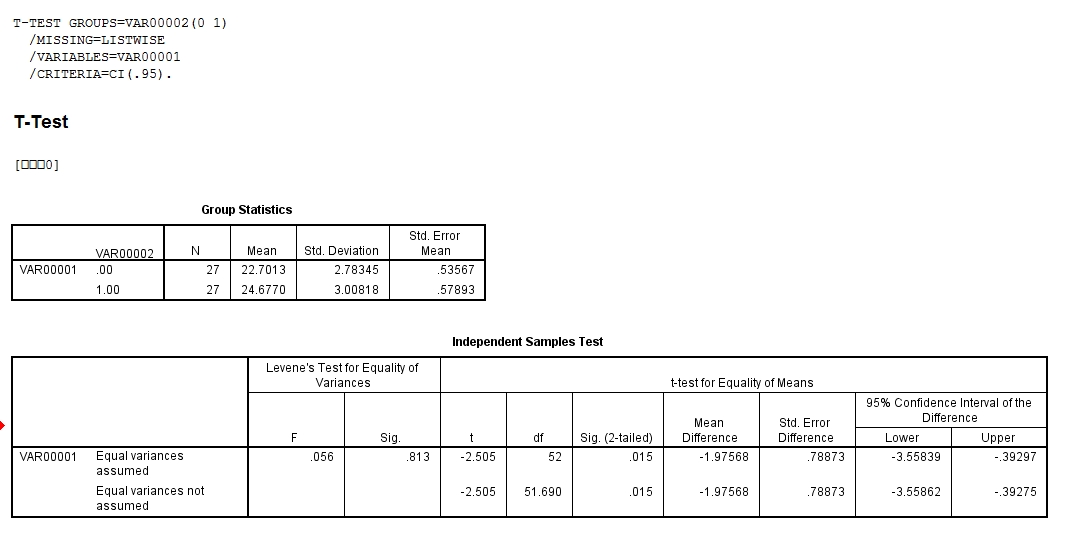 T-TEST GROUPS=VAR00002(0 1)
/MISSING=LISTWISE
/VARIABLES=VAR00001
/CRITERIA=CI(.95).
T-Test
[□□□0]
Group Statistics
VAR00002 N Mean Std. Deviation Std. Error Mean
VAR00001 .00 27 22.7013 2.78345 .53567
1.00 27 24.6770 3.00818 .57893
Independent Samples Test
Levene's Test for Equality of Variances
t-test for Equality of Means
95% Confidence Interval of the Difference
F Sig. t df Sig. (2-tailed) Mean Difference Std. Error Difference Lower Upper
VAR00001 Equal variances assumed .056 .813 -2.505 52 .015 -1.97568 .78873 -3.55839 -.39297
Equal variances not assumed -2.505 51.690 .015 -1.97568 .78873 -3.55862 -.39275